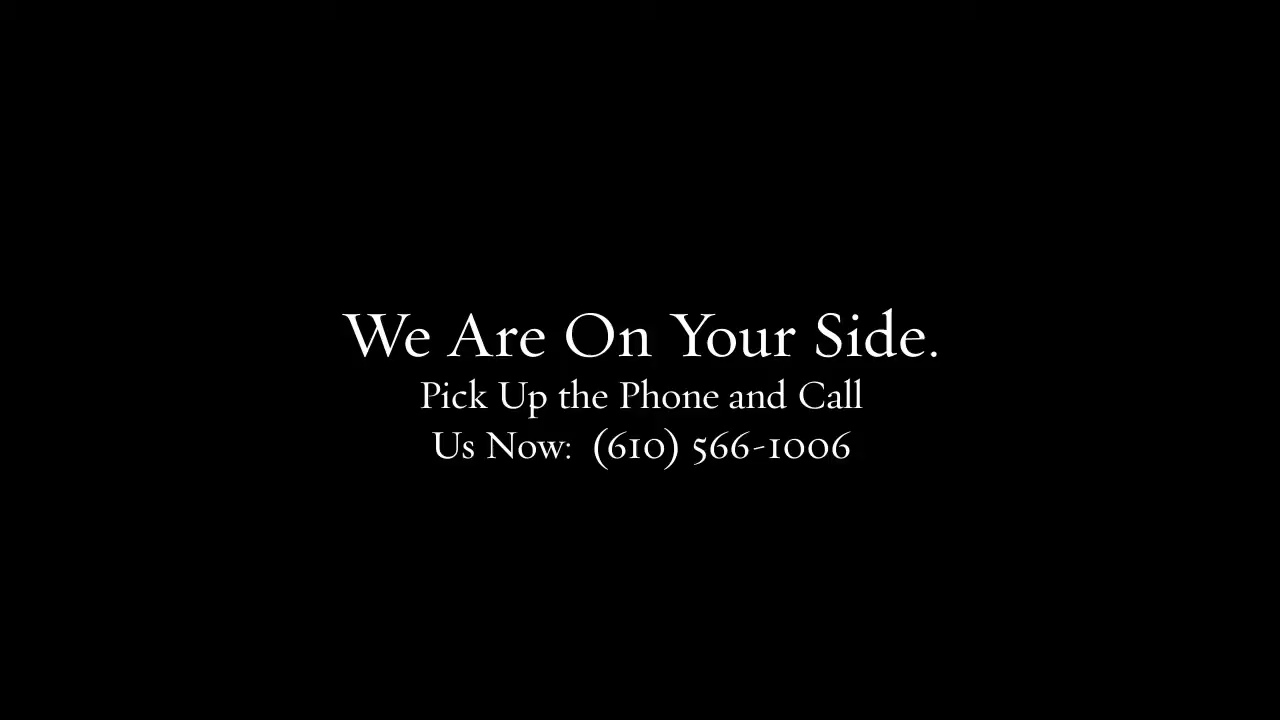 We Are On Your Side.
Pick Up the Phone and Call
Us Now:  (610) 566-1006